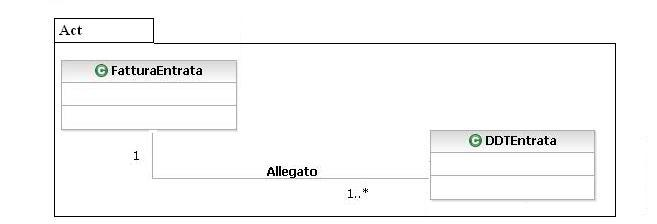 Act
C FatturaEntrata
C DDTEntrata
1
Allegato
1..*